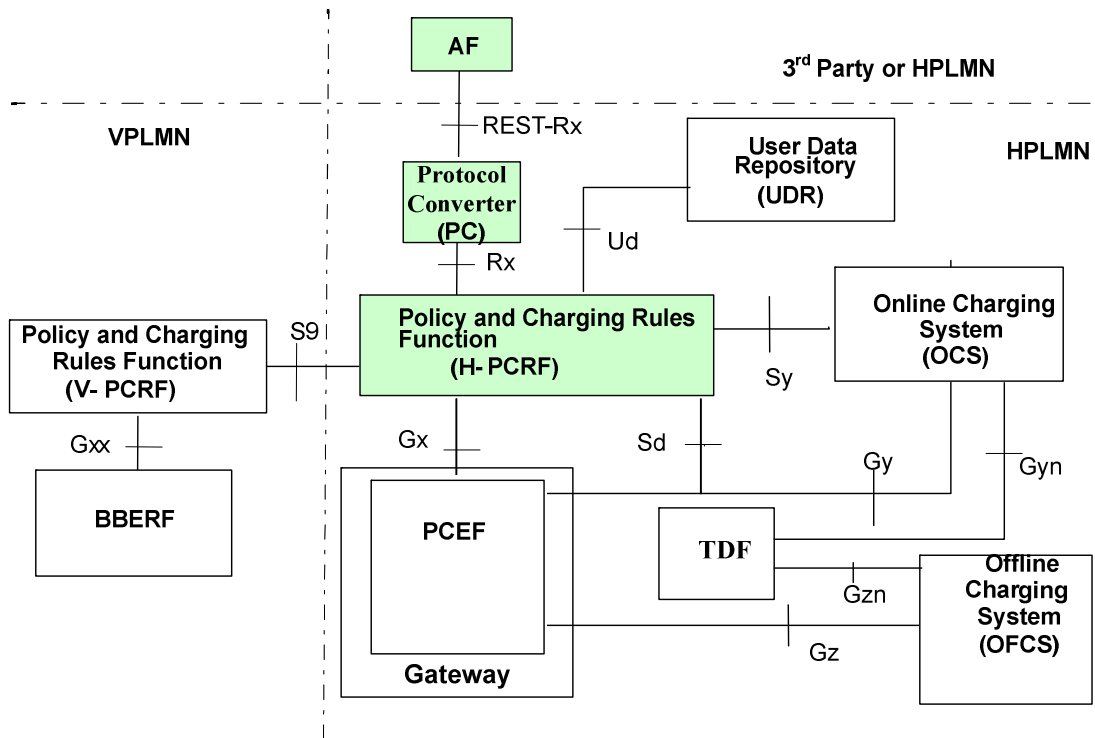 AF
3rd Party or HPLMN
VPLMN
REST-Rx
HPLMN
User Data
Repository
(UDR)
Protocol
Converter
(PC)
Ud
Rx
Policy and Charging Rules
Function
(H- PCRF)
Online Charging
System
(OCS)
S9
Policy and Charging
Rules Function
(V- PCRF)
Sy
Gxx
Gx
Sd
Gy
Gyn
BBERF
PCEF
TDF
Offline
Charging
System
(OFCS)
Gzn
Gz
Gateway